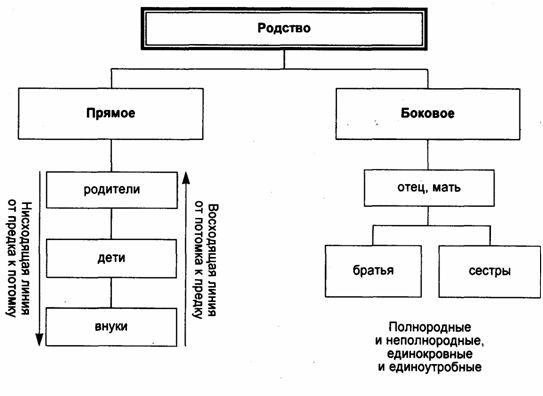 Родство
Прямое
Боковое
родители
дети
внуки
Нисходящая линия
от предка к потомку
Восходящая линия
от потомка к предку
отец, мать
братья
сестры
Полнородные
и неполнородные,
единокровные
и единоутробные